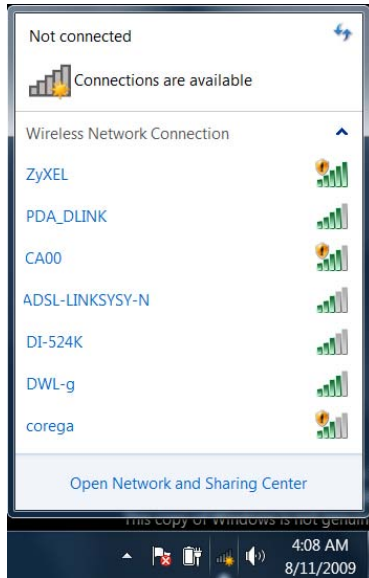 Not connected
Connections are available
Wireless Network Connection
ZyXEL
PDA_DLINK
CA00
ADSL-LINKSYSY-N
DI-524K
DWL-g
corega
Open Network and Sharing Center
This copy of Windows is not genuin
4:08 AM
8/11/2009